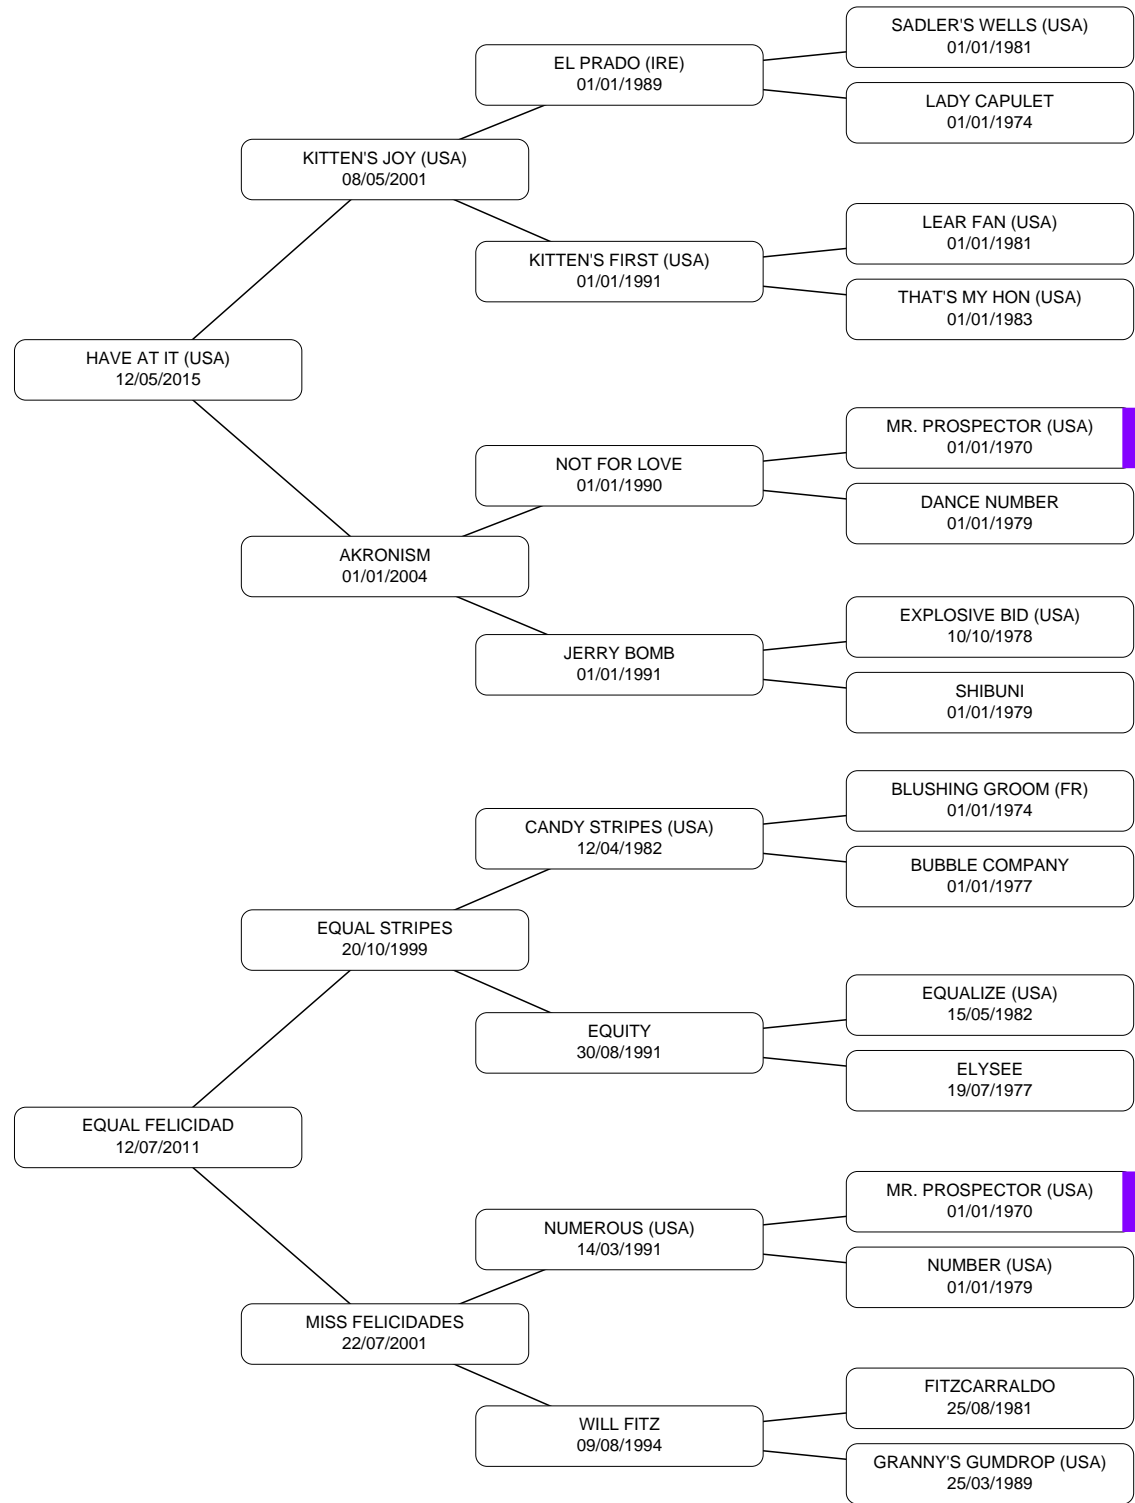 SADLER'S WELLS (USA)
01/01/1981
EL PRADO (IRE)
01/01/1989
LADY CAPULET
01/01/1974
KITTEN'S JOY (USA)
08/05/2001
LEAR FAN (USA)
01/01/1981
KITTEN'S FIRST (USA)
01/01/1991
THAT'S MY HON (USA)
01/01/1983
HAVE AT IT (USA)
12/05/2015
MR. PROSPECTOR (USA)
01/01/1970
NOT FOR LOVE
01/01/1990
DANCE NUMBER
01/01/1979
AKRONISM
01/01/2004
EXPLOSIVE BID (USA)
10/10/1978
JERRY BOMB
01/01/1991
SHIBUNI
01/01/1979
BLUSHING GROOM (FR)
01/01/1974
CANDY STRIPES (USA)
12/04/1982
BUBBLE COMPANY
01/01/1977
EQUAL STRIPES
20/10/1999
EQUALIZE (USA)
15/05/1982
EQUITY
30/08/1991
ELYSEE
19/07/1977
EQUAL FELICIDAD
12/07/2011
MR. PROSPECTOR (USA)
01/01/1970
NUMEROUS (USA)
14/03/1991
NUMBER (USA)
01/01/1979
MISS FELICIDADES
22/07/2001
FITZCARRALDO
25/08/1981
WILL FITZ
09/08/1994
GRANNY'S GUMDROP (USA)
25/03/1989